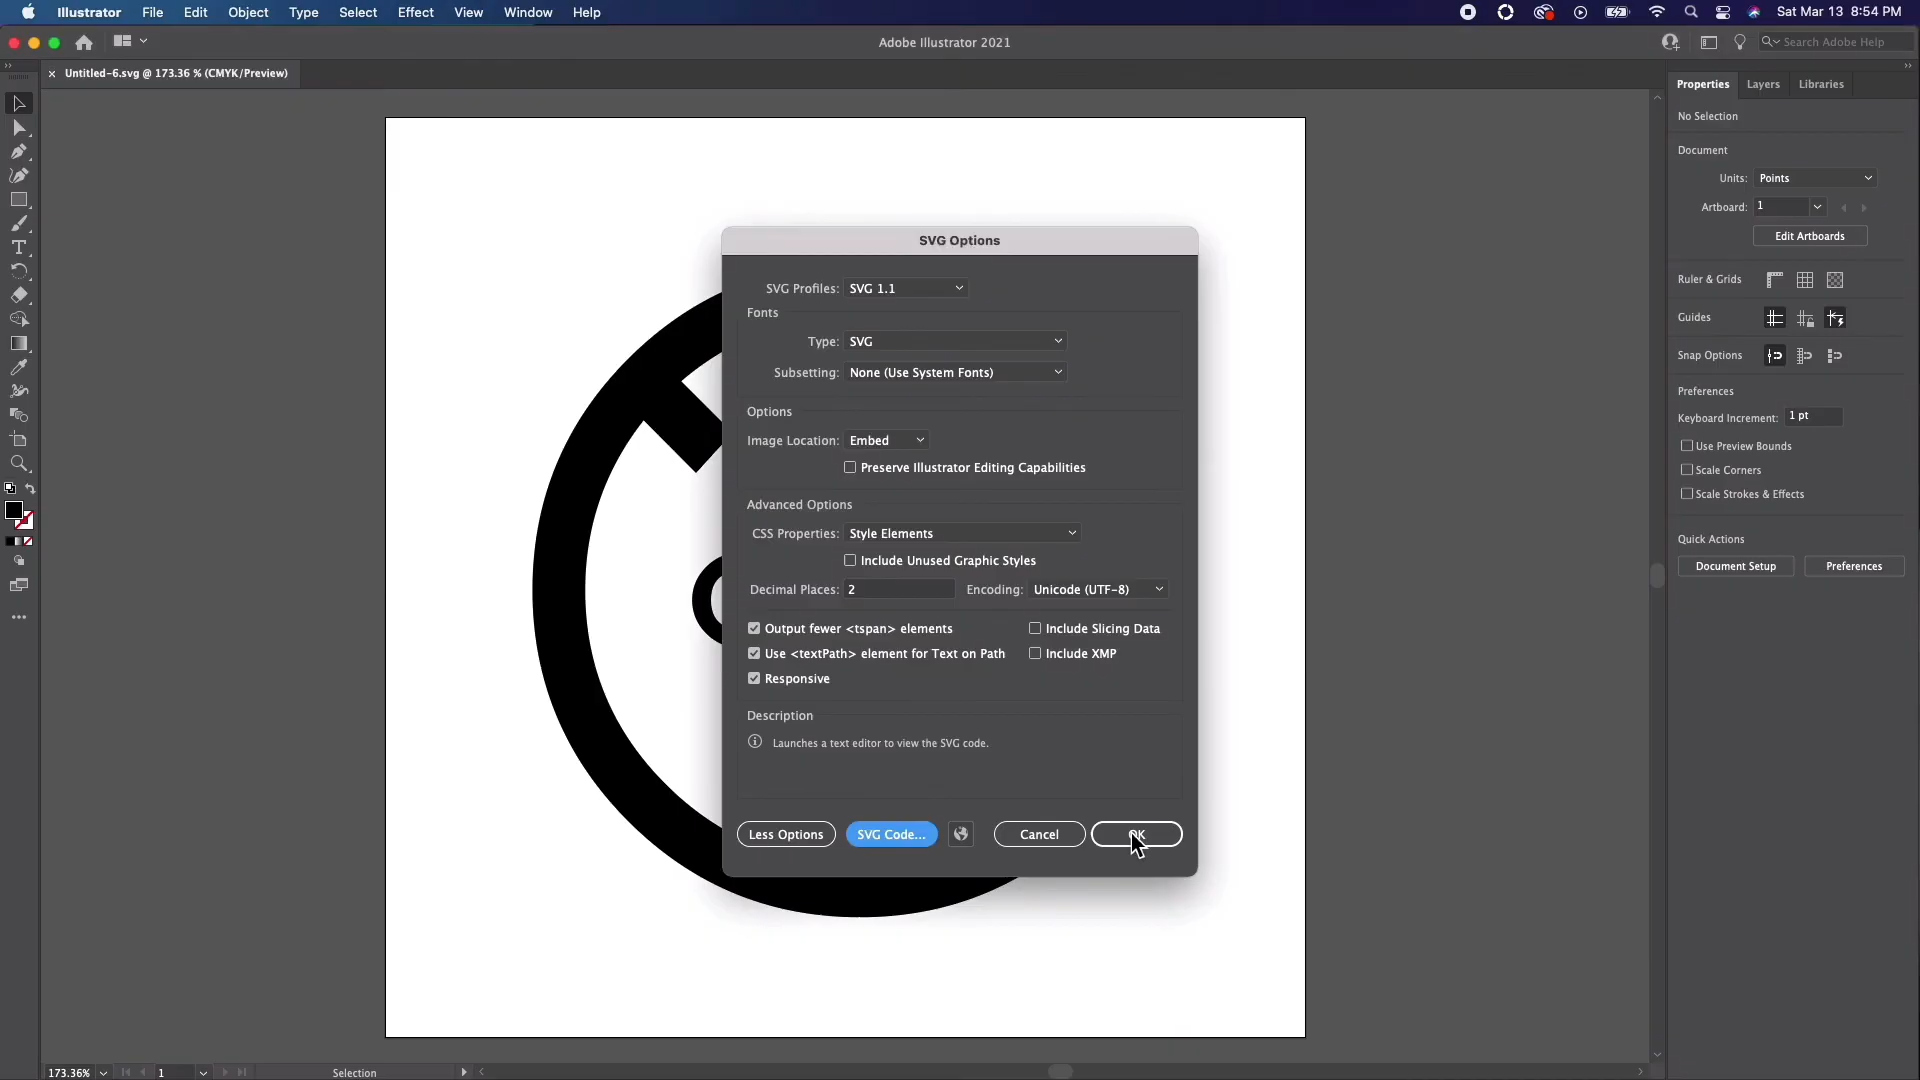 Illustrator File Edit Object Type Select Effect View Window Help
Sat Mar 13 8:54 PM
Adobe Illustrator 2021
Search Adobe Help
Untitled-6.svg @ 173.36 % (CMYK/Preview)
Properties Layers Libraries
No Selection
Document
Units: Points
Artboard: 1
Edit Artboards
Ruler & Grids
Guides
Snap Options
Preferences
Keyboard Increment: 1 pt
Use Preview Bounds
Scale Corners
Scale Strokes & Effects
Quick Actions
Document Setup Preferences
SVG Options
SVG Profiles: SVG 1.1
Fonts
Type: SVG
Subsetting: None (Use System Fonts)
Options
Image Location: Embed
Preserve Illustrator Editing Capabilities
Advanced Options
CSS Properties: Style Elements
Include Unused Graphic Styles
Decimal Places: 2 Encoding: Unicode (UTF-8)
Output fewer <tspan> elements Include Slicing Data
Use <textPath> element for Text on Path Include XMP
Responsive
Description
Launches a text editor to view the SVG code.
Less Options SVG Code... Cancel OK
173.36% 1 Selection